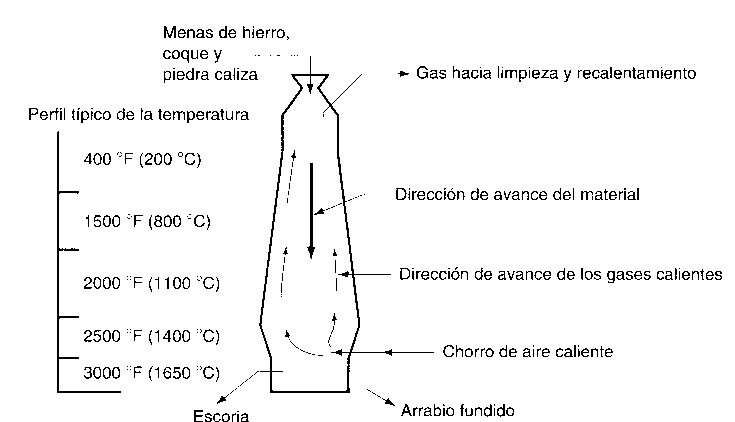 Menas de hierro,
coque y
piedra caliza
Gas hacia limpieza y recalentamiento
Perfil típico de la temperatura
400 °F (200 °C)
1500 °F (800 °C)
Dirección de avance del material
2000 °F (1100 °C)
Dirección de avance de los gases calientes
2500 °F (1400 °C)
Chorro de aire caliente
3000 °F (1650 °C)
Escoria
Arrabio fundido